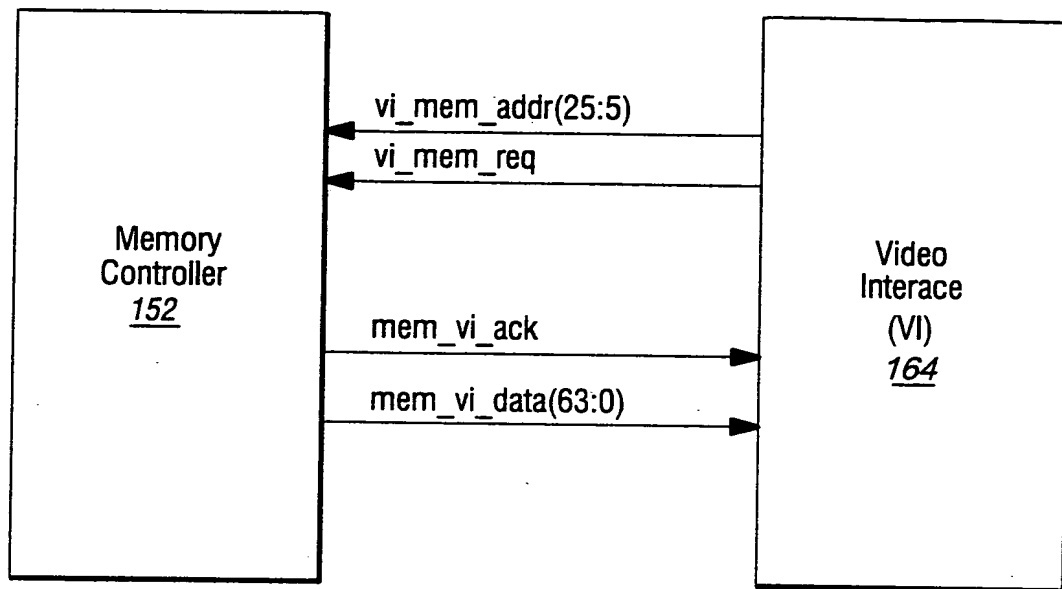 vi_mem_addr(25:5)
vi_mem_req
Memory
Controller
152
mem_vi_ack
mem_vi_data(63:0)
Video
Interace
(VI)
164